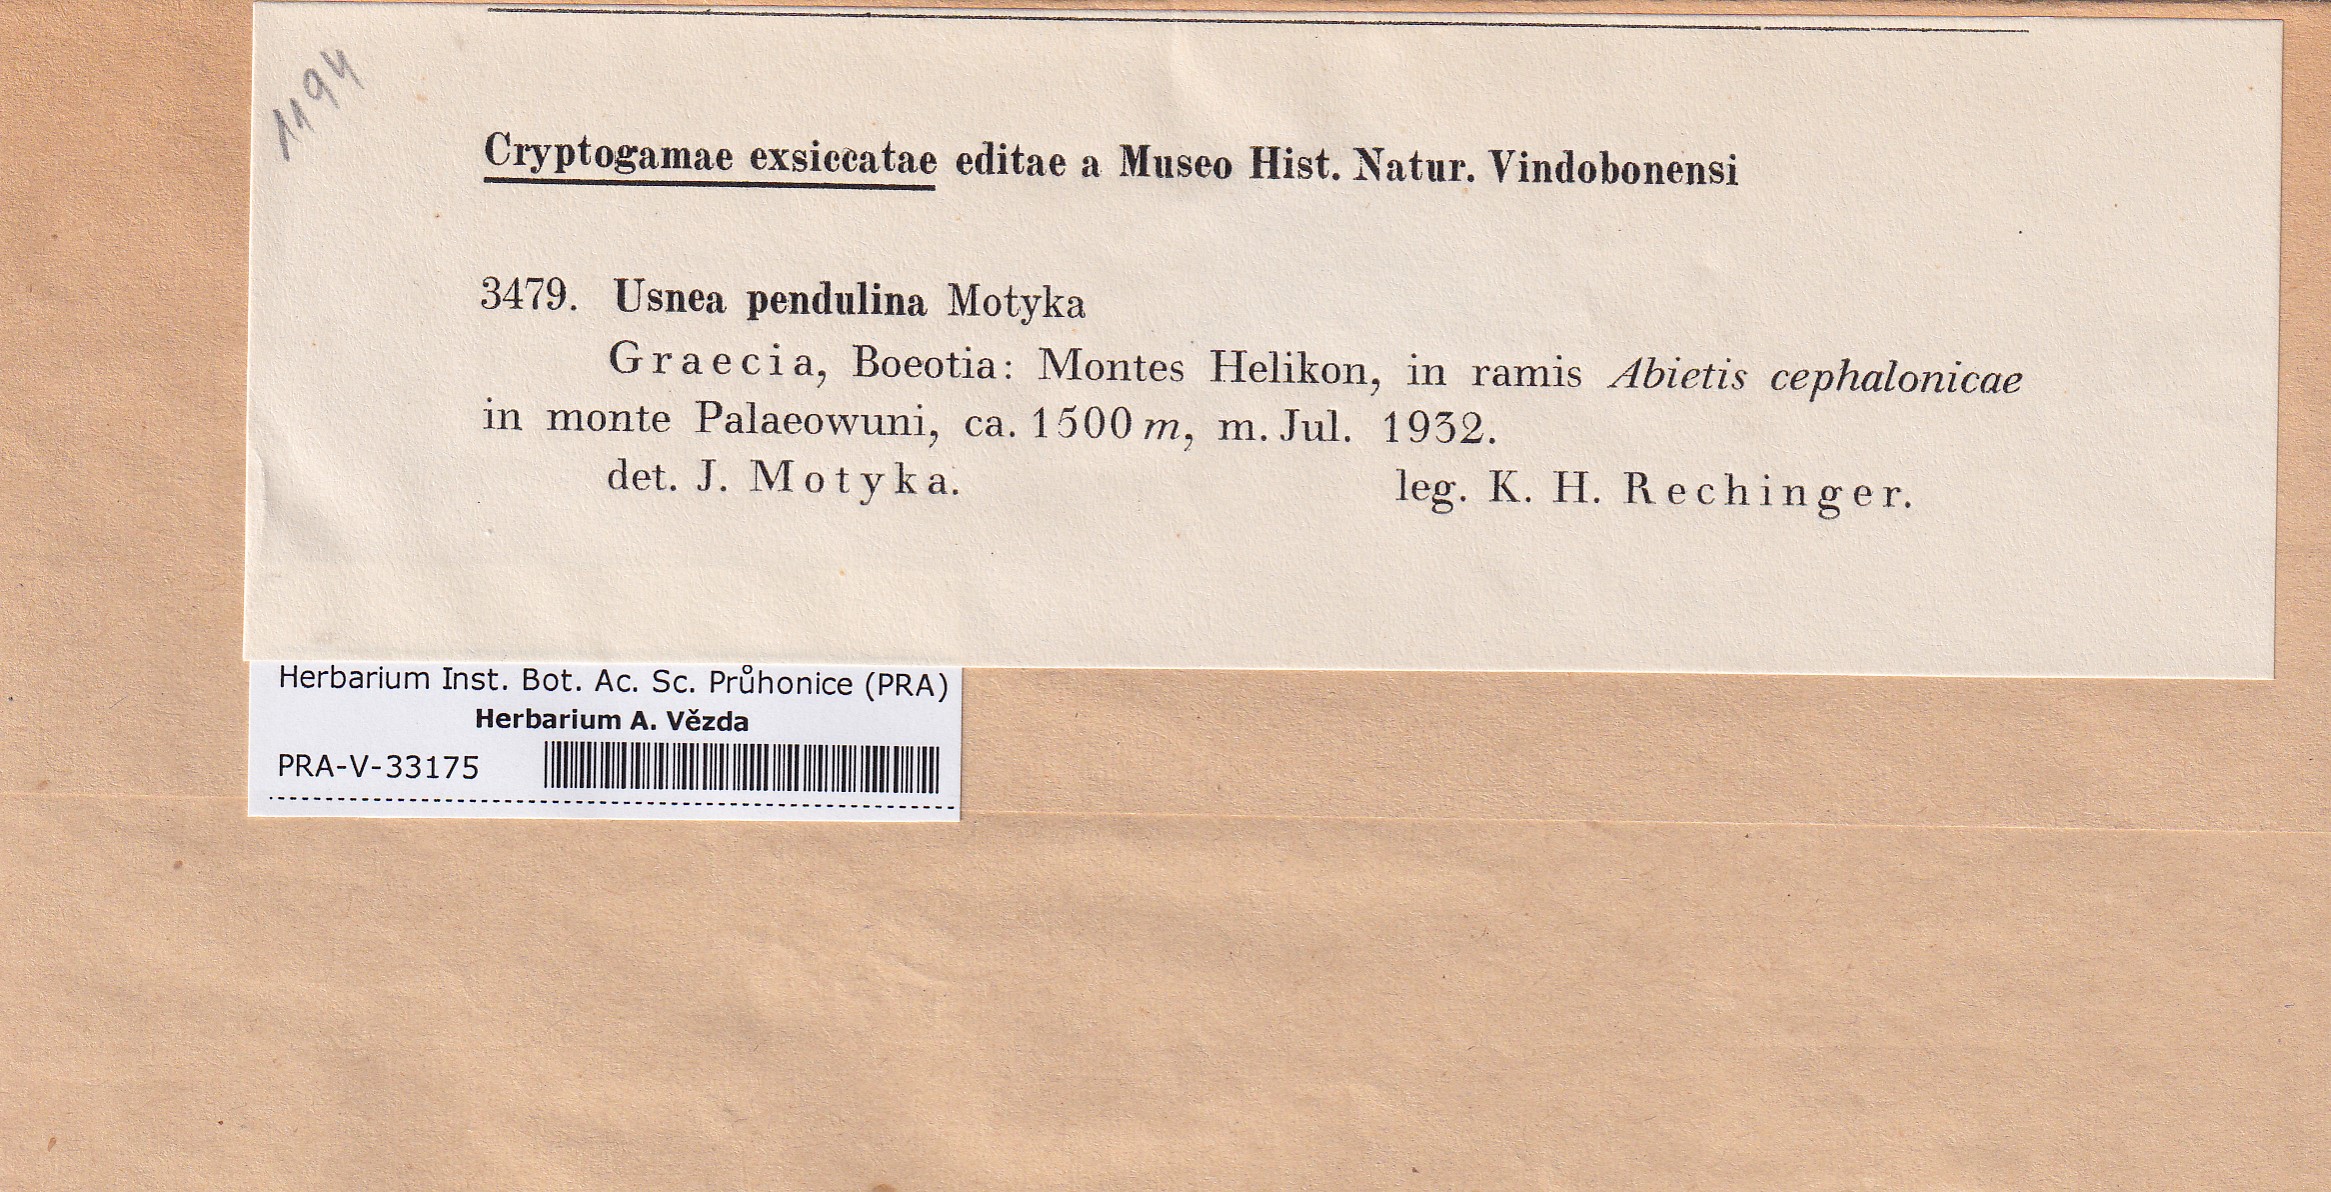 1194
Cryptogamae exsiccatae editae a Museo Hist. Natur. Vindobonensi
3479. Usnea pendulina Motyka
Graecia, Boeotia: Montes Helikon, in ramis Abietis cephalonicae
in monte Palaeowuni, ca. 1500 m, m. Jul. 1932.
det. J. Motyka. leg. K. H. Rechinger.
Herbarium Inst. Bot. Ac. Sc. Průhonice (PRA)
Herbarium A. Vězda
PRA-V-33175